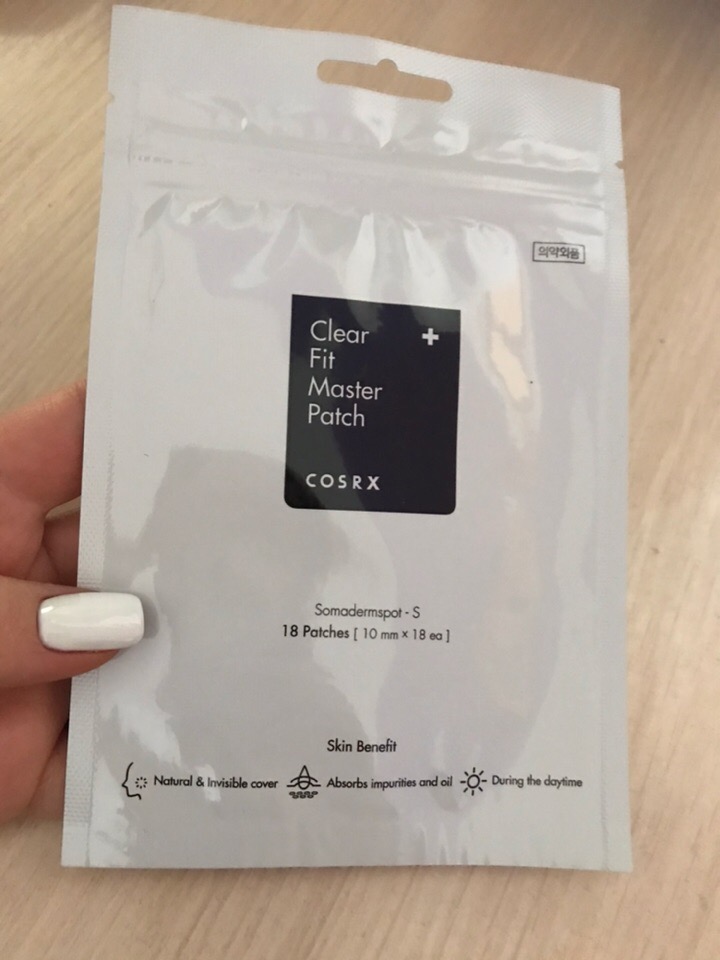 의약외품
Clear +
Fit
Master
Patch
COSRX
Somadermspot - S
18 Patches [ 10 mm × 18 ea ]
Skin Benefit
Natural & Invisible cover Absorbs impurities and oil During the daytime